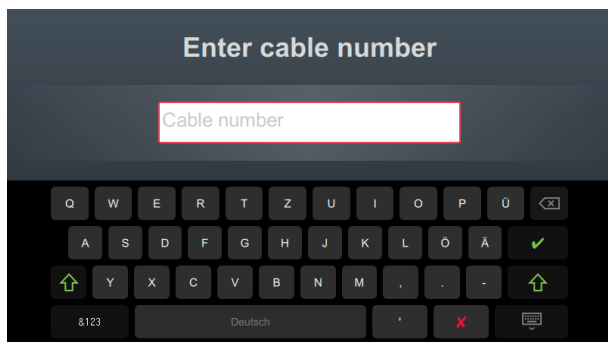 Enter cable number
Cable number
Q W E R T Z U I O P Ü
A S D F G H J K L Ö Ä
Y X C V B N M , . -
&123 Deutsch '